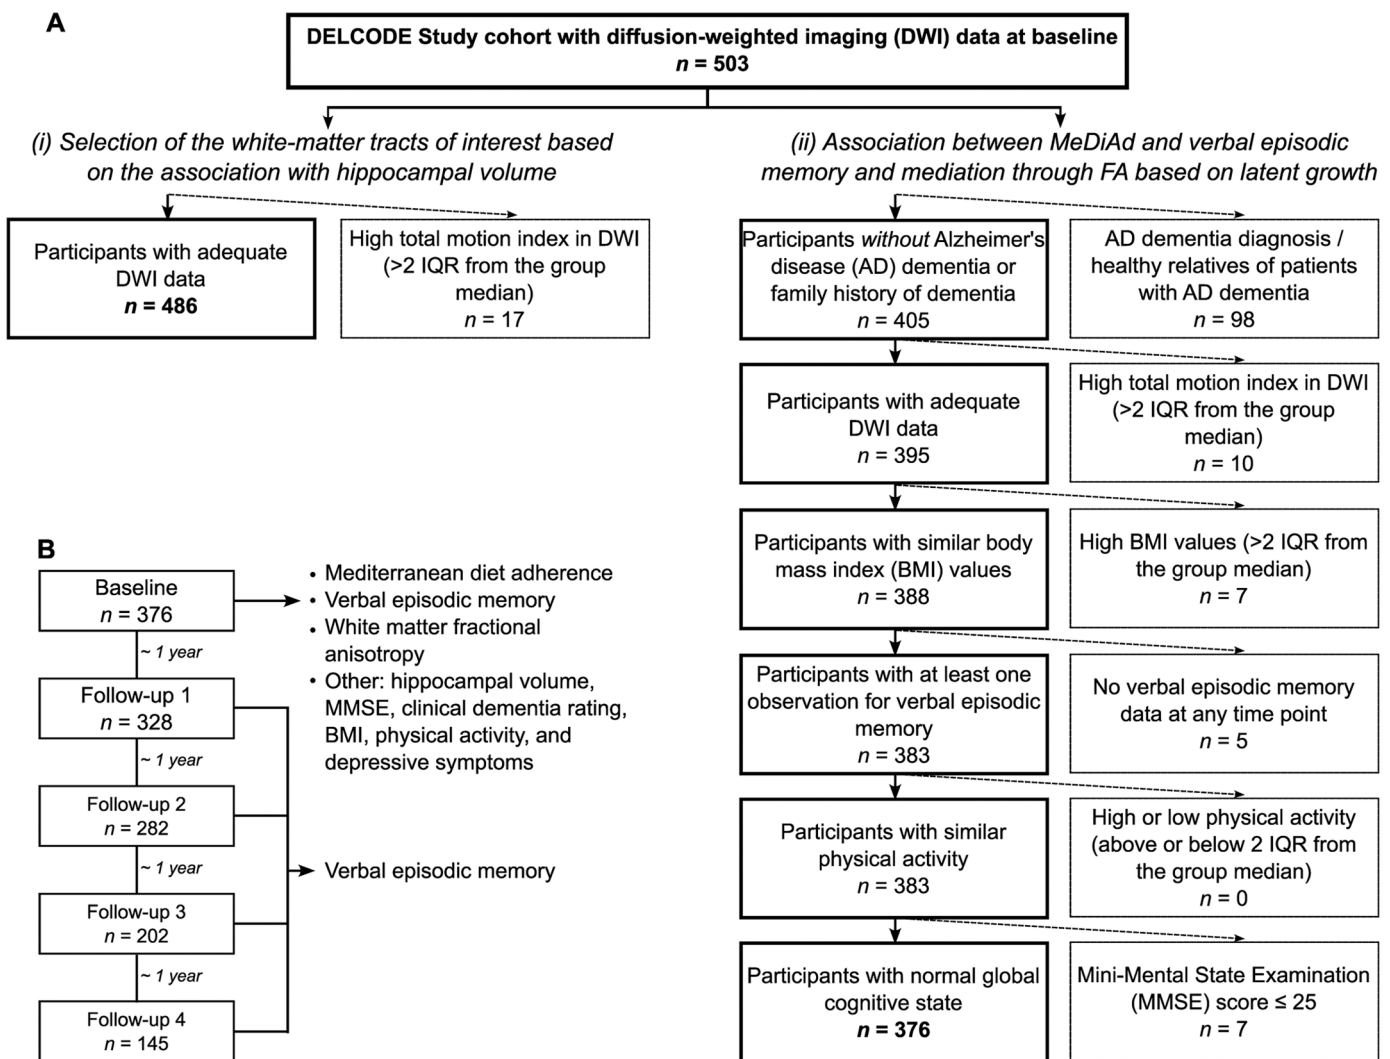 A
DELCODE Study cohort with diffusion-weighted imaging (DWI) data at baseline
n = 503
(i) Selection of the white-matter tracts of interest based
on the association with hippocampal volume
Participants with adequate
DWI data
n = 486
High total motion index in DWI
(>2 IQR from the group
median)
n = 17
(ii) Association between MeDiAd and verbal episodic
memory and mediation through FA based on latent growth
Participants without Alzheimer's
disease (AD) dementia or
family history of dementia
n = 405
AD dementia diagnosis /
healthy relatives of patients
with AD dementia
n = 98
Participants with adequate
DWI data
n = 395
High total motion index in DWI
(>2 IQR from the group
median)
n = 10
Participants with similar body
mass index (BMI) values
n = 388
High BMI values (>2 IQR from
the group median)
n = 7
Participants with at least one
observation for verbal episodic
memory
n = 383
No verbal episodic memory
data at any time point
n = 5
Participants with similar
physical activity
n = 383
High or low physical activity
(above or below 2 IQR from
the group median)
n = 0
Participants with normal global
cognitive state
n = 376
Mini-Mental State Examination
(MMSE) score ≤ 25
n = 7
B
Baseline
n = 376
• Mediterranean diet adherence
• Verbal episodic memory
• White matter fractional
anisotropy
• Other: hippocampal volume,
MMSE, clinical dementia rating,
BMI, physical activity, and
depressive symptoms
~ 1 year
Follow-up 1
n = 328
~ 1 year
Follow-up 2
n = 282
~ 1 year
Verbal episodic memory
Follow-up 3
n = 202
~ 1 year
Follow-up 4
n = 145